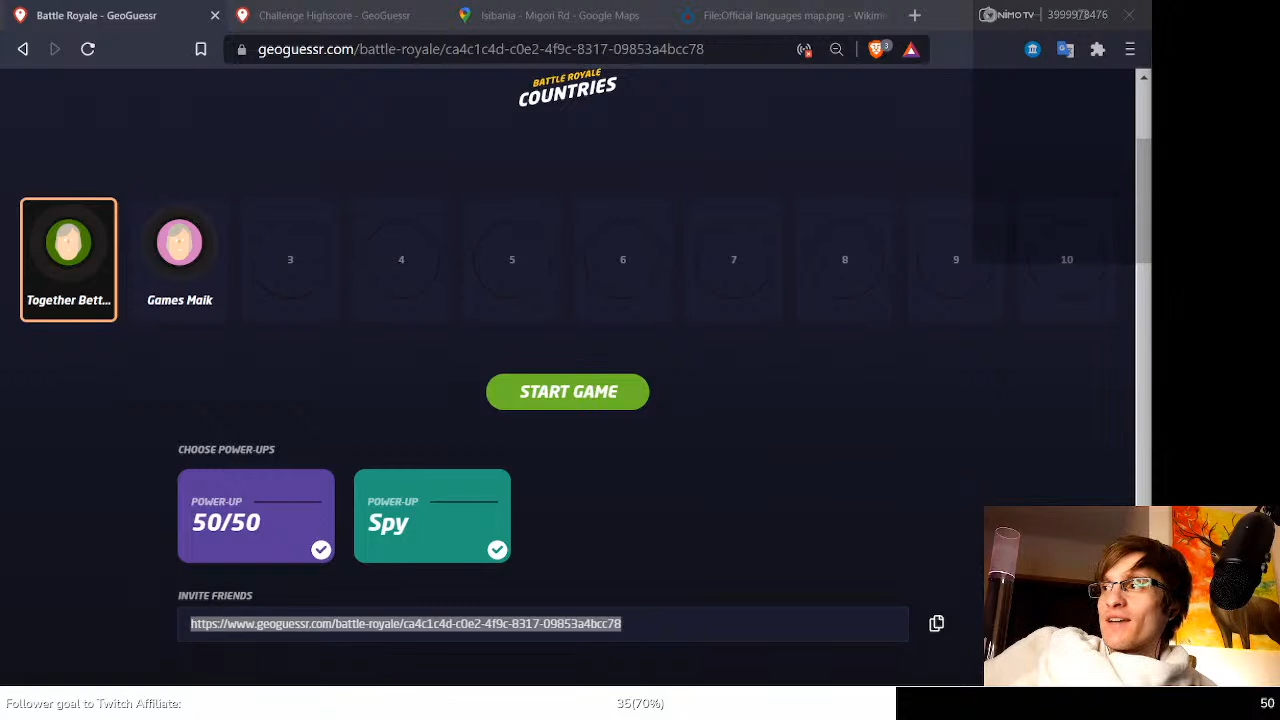 Battle Royale - GeoGuessr
Challenge Highscore - GeoGuessr
Isibania - Migori Rd - Google Maps
File:Official languages map.png - Wikim
NIMO TV
3999978476
geoguessr.com/battle-royale/ca4c1c4d-c0e2-4f9c-8317-09853a4bcc78
3
BATTLE ROYALE
COUNTRIES
3
4
5
6
7
8
9
10
Together Bett...
Games Maik
START GAME
CHOOSE POWER-UPS
POWER-UP
50/50
POWER-UP
Spy
INVITE FRIENDS
https://www.geoguessr.com/battle-royale/ca4c1c4d-c0e2-4f9c-8317-09853a4bcc78
Follower goal to Twitch Affiliate:
35(70%)
50